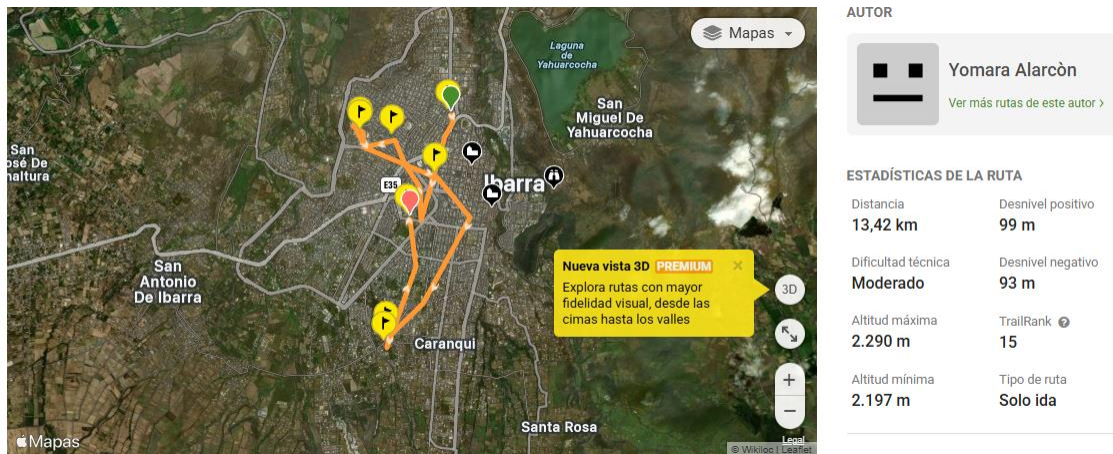 Mapas
Laguna
de
Yahuarcocha
San
Miguel De
Yahuarcocha
San
osé De
naltura
E35
Ibarra
San
Antonio
De Ibarra
Nueva vista 3D PREMIUM ×
Explora rutas con mayor
fidelidad visual, desde las
cimas hasta los valles
3D
Caranqui
+
−
Santa Rosa
Mapas
Legal
© Wikiloc | Leaflet
AUTOR
Yomara Alarcòn
Ver más rutas de este autor ›
ESTADÍSTICAS DE LA RUTA
Distancia
13,42 km
Desnivel positivo
99 m
Dificultad técnica
Moderado
Desnivel negativo
93 m
Altitud máxima
2.290 m
TrailRank ?
15
Altitud mínima
2.197 m
Tipo de ruta
Solo ida